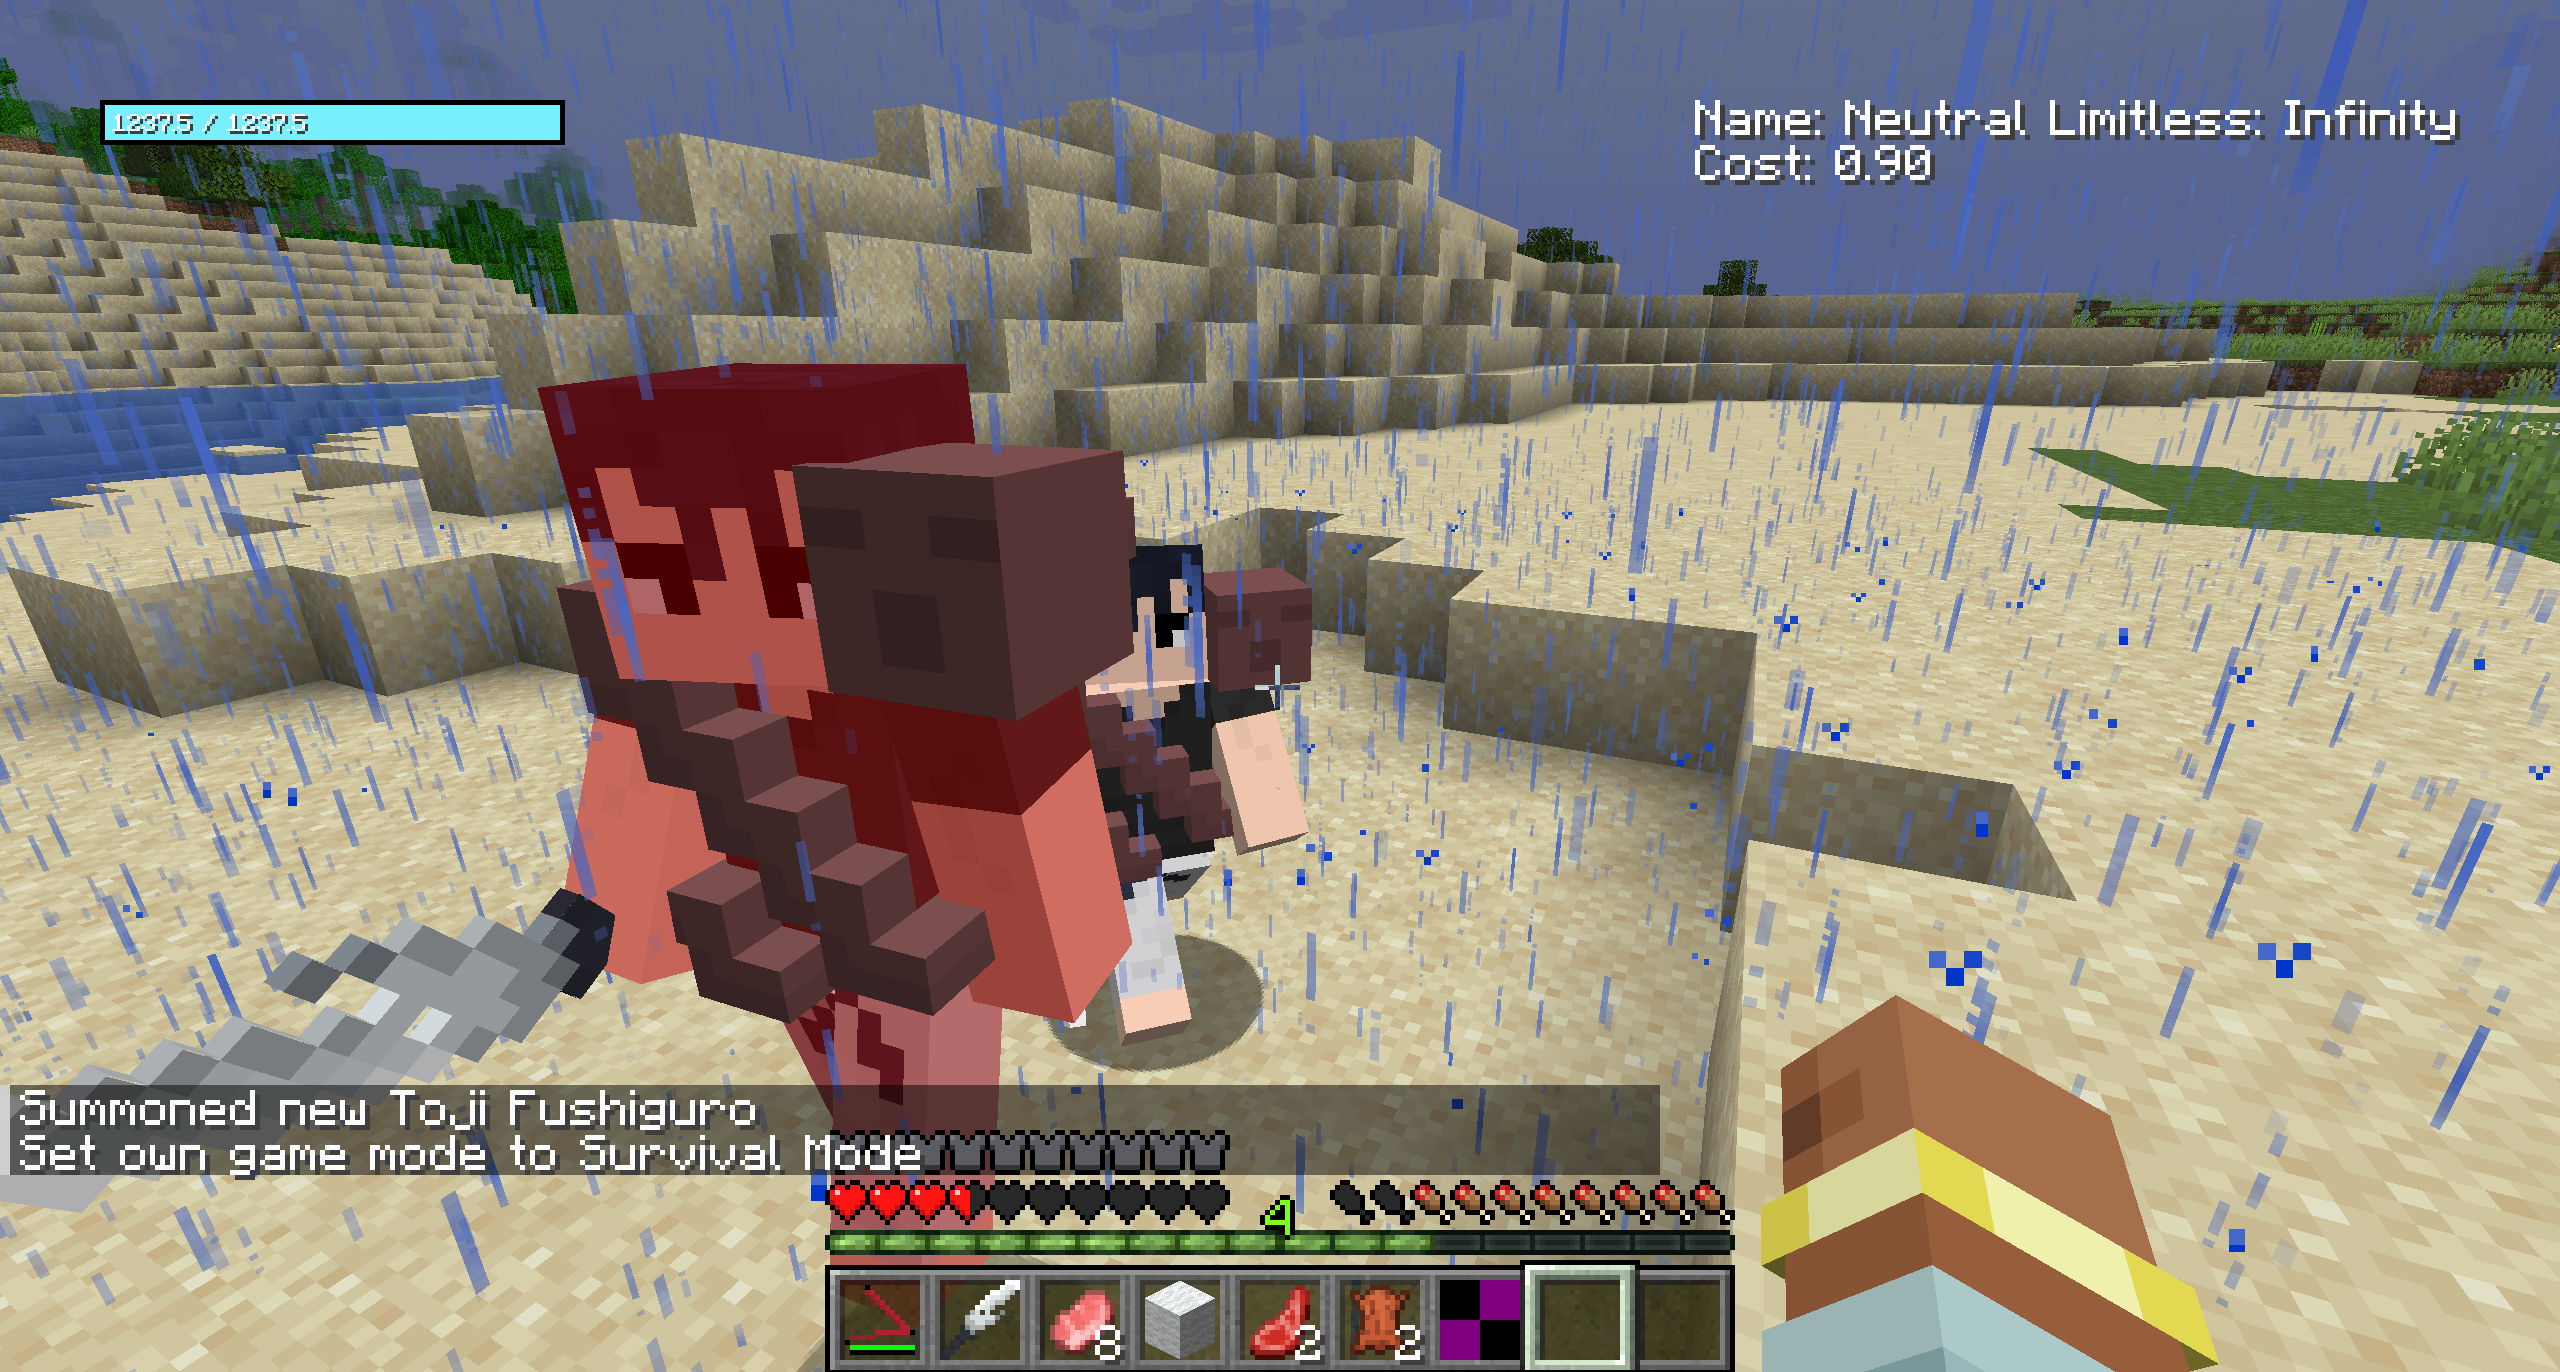 1237.5 / 1237.5
Name: Neutral Limitless: Infinity
Cost: 0.90
Summoned new Toji Fushiguro
Set own game mode to Survival Mode
4
8
2
2